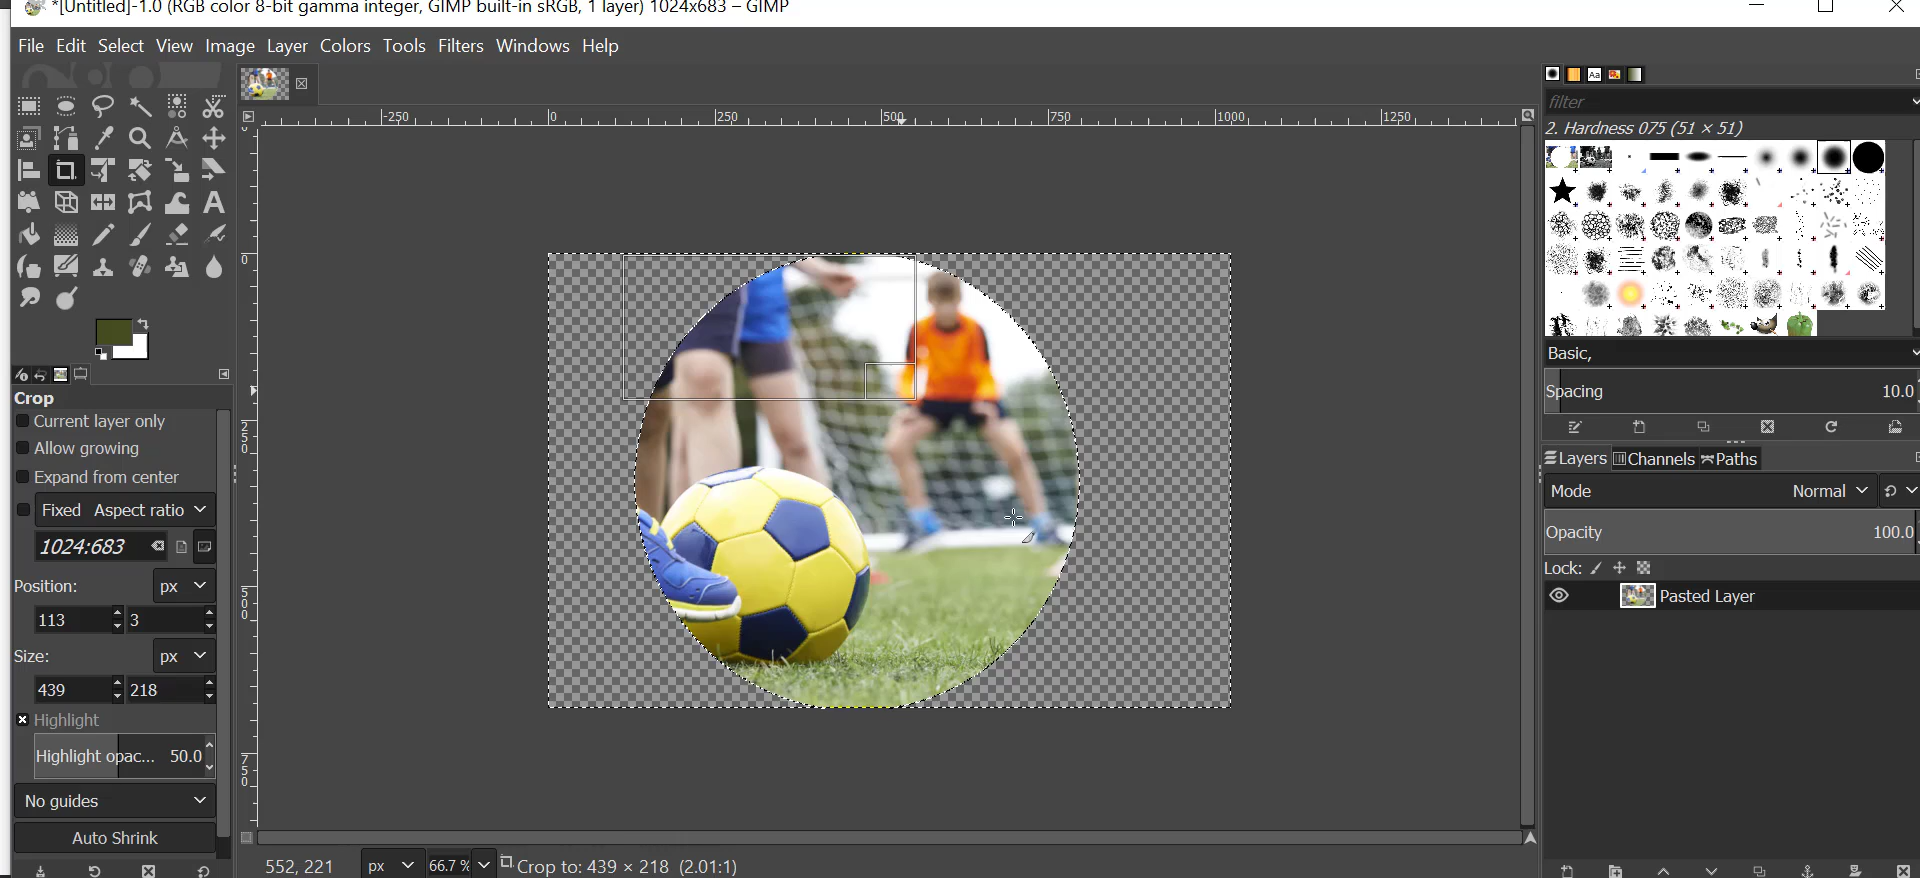 *[Untitled]-1.0 (RGB color 8-bit gamma integer, GIMP built-in sRGB, 1 layer) 1024x683 – GIMP
File Edit Select View Image Layer Colors Tools Filters Windows Help
-250 0 250 500 750 1000 1250
filter
2. Hardness 075 (51 × 51)
0
250
500
750
Basic,
Spacing 10.0
Crop
Current layer only
Allow growing
Expand from center
Fixed Aspect ratio
1024:683
Position: px
113 3
Size: px
439 218
Highlight
Highlight opac... 50.0
No guides
Auto Shrink
Layers Channels Paths
Mode Normal
Opacity 100.0
Lock:
Pasted Layer
552, 221 px 66.7 % Crop to: 439 × 218 (2.01:1)